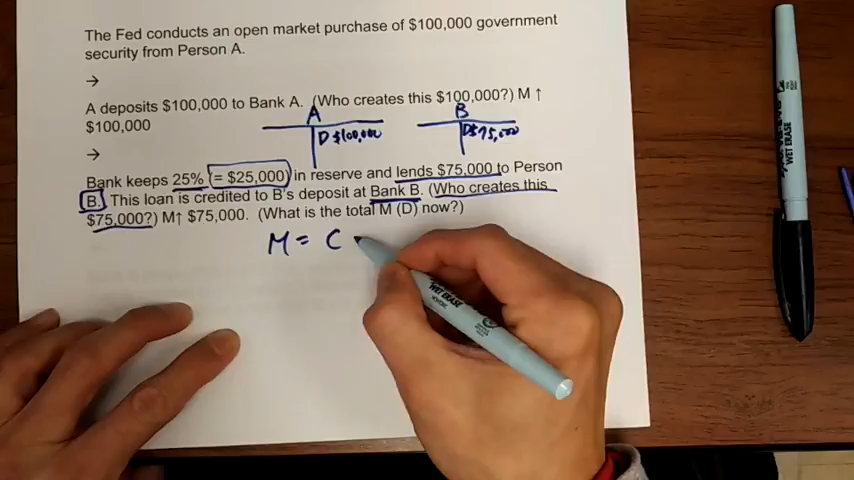 The Fed conducts an open market purchase of $100,000 government
security from Person A.
→
A deposits $100,000 to Bank A. (Who creates this $100,000?) M ↑
$100,000
A B
D $100,000 D $75,000
→
Bank keeps 25% (= $25,000) in reserve and lends $75,000 to Person
B. This loan is credited to B's deposit at Bank B. (Who creates this
$75,000?) M↑ $75,000. (What is the total M (D) now?)
M = C
WET ERASE
WET ERASE